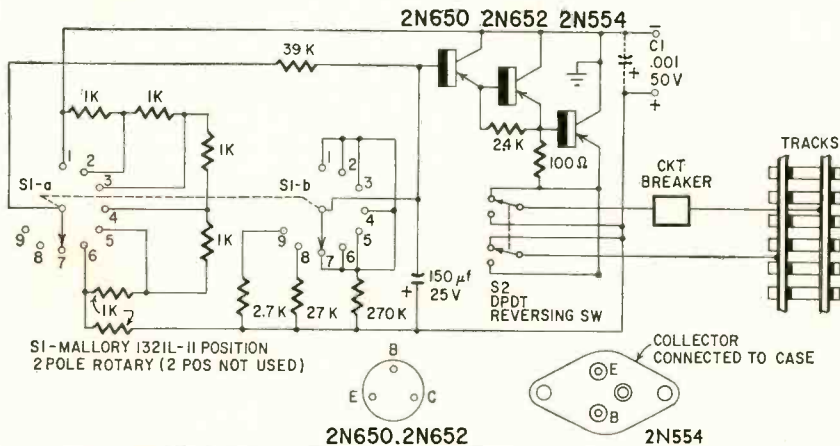 2N650 2N652 2N554
39 K
C1
.001
50 V
1K
1K
1K
1K
1K
24 K
100 Ω
S1-a
S1-b
1
2
3
4
5
6
7
8
9
1
2
3
4
5
6
7
8
9
CKT
BREAKER
TRACKS
150 µf
25 V
2.7 K
27 K
270 K
S2
DPDT
REVERSING SW
S1-MALLORY 1321L-11 POSITION
2 POLE ROTARY (2 POS NOT USED)
B
E
C
2N650, 2N652
COLLECTOR
CONNECTED TO CASE
E
B
2N554